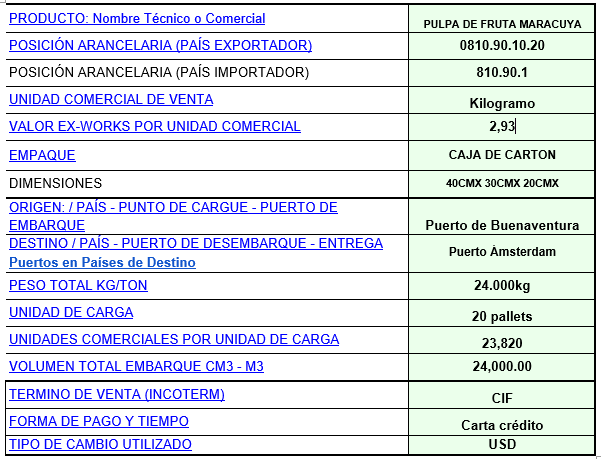 PRODUCTO: Nombre Técnico o Comercial PULPA DE FRUTA MARACUYA
POSICIÓN ARANCELARIA (PAÍS EXPORTADOR) 0810.90.10.20
POSICIÓN ARANCELARIA (PAÍS IMPORTADOR) 810.90.1
UNIDAD COMERCIAL DE VENTA Kilogramo
VALOR EX-WORKS POR UNIDAD COMERCIAL 2,93
EMPAQUE CAJA DE CARTON
DIMENSIONES 40CMX 30CMX 20CMX
ORIGEN: / PAÍS - PUNTO DE CARGUE - PUERTO DE
EMBARQUE Puerto de Buenaventura
DESTINO / PAÍS - PUERTO DE DESEMBARQUE - ENTREGA
Puertos en Países de Destino Puerto Ámsterdam
PESO TOTAL KG/TON 24.000kg
UNIDAD DE CARGA 20 pallets
UNIDADES COMERCIALES POR UNIDAD DE CARGA 23,820
VOLUMEN TOTAL EMBARQUE CM3 - M3 24,000.00
TERMINO DE VENTA (INCOTERM) CIF
FORMA DE PAGO Y TIEMPO Carta crédito
TIPO DE CAMBIO UTILIZADO USD